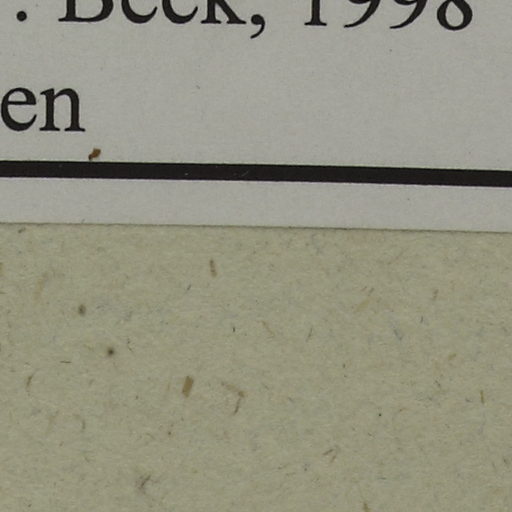 . Beck, 1998
en